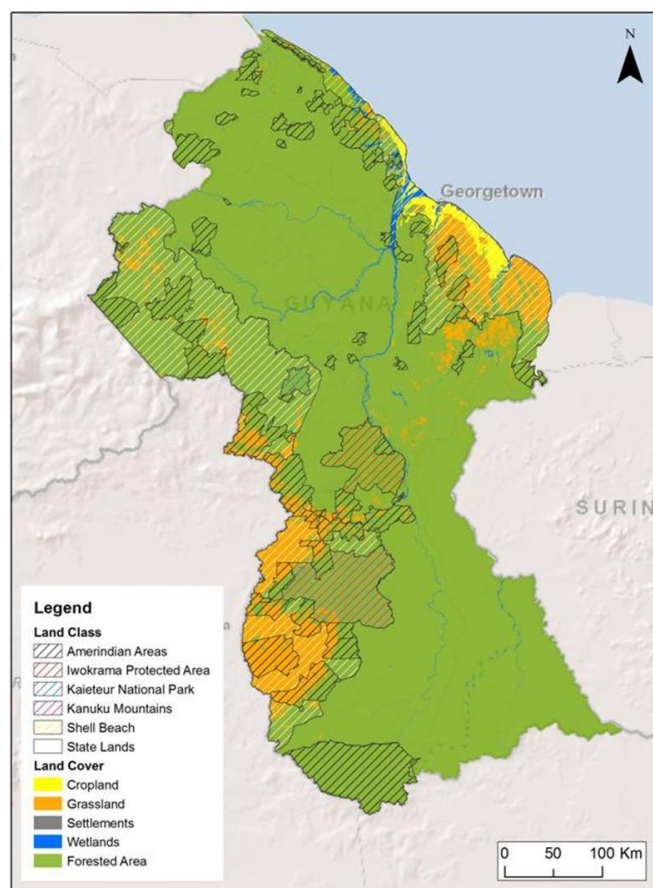 N
Georgetown
GUYANA
SURIN
Legend
Land Class
Amerindian Areas
Iwokrama Protected Area
Kaieteur National Park
Kanuku Mountains
Shell Beach
State Lands
Land Cover
Cropland
Grassland
Settlements
Wetlands
Forested Area
0 50 100 Km